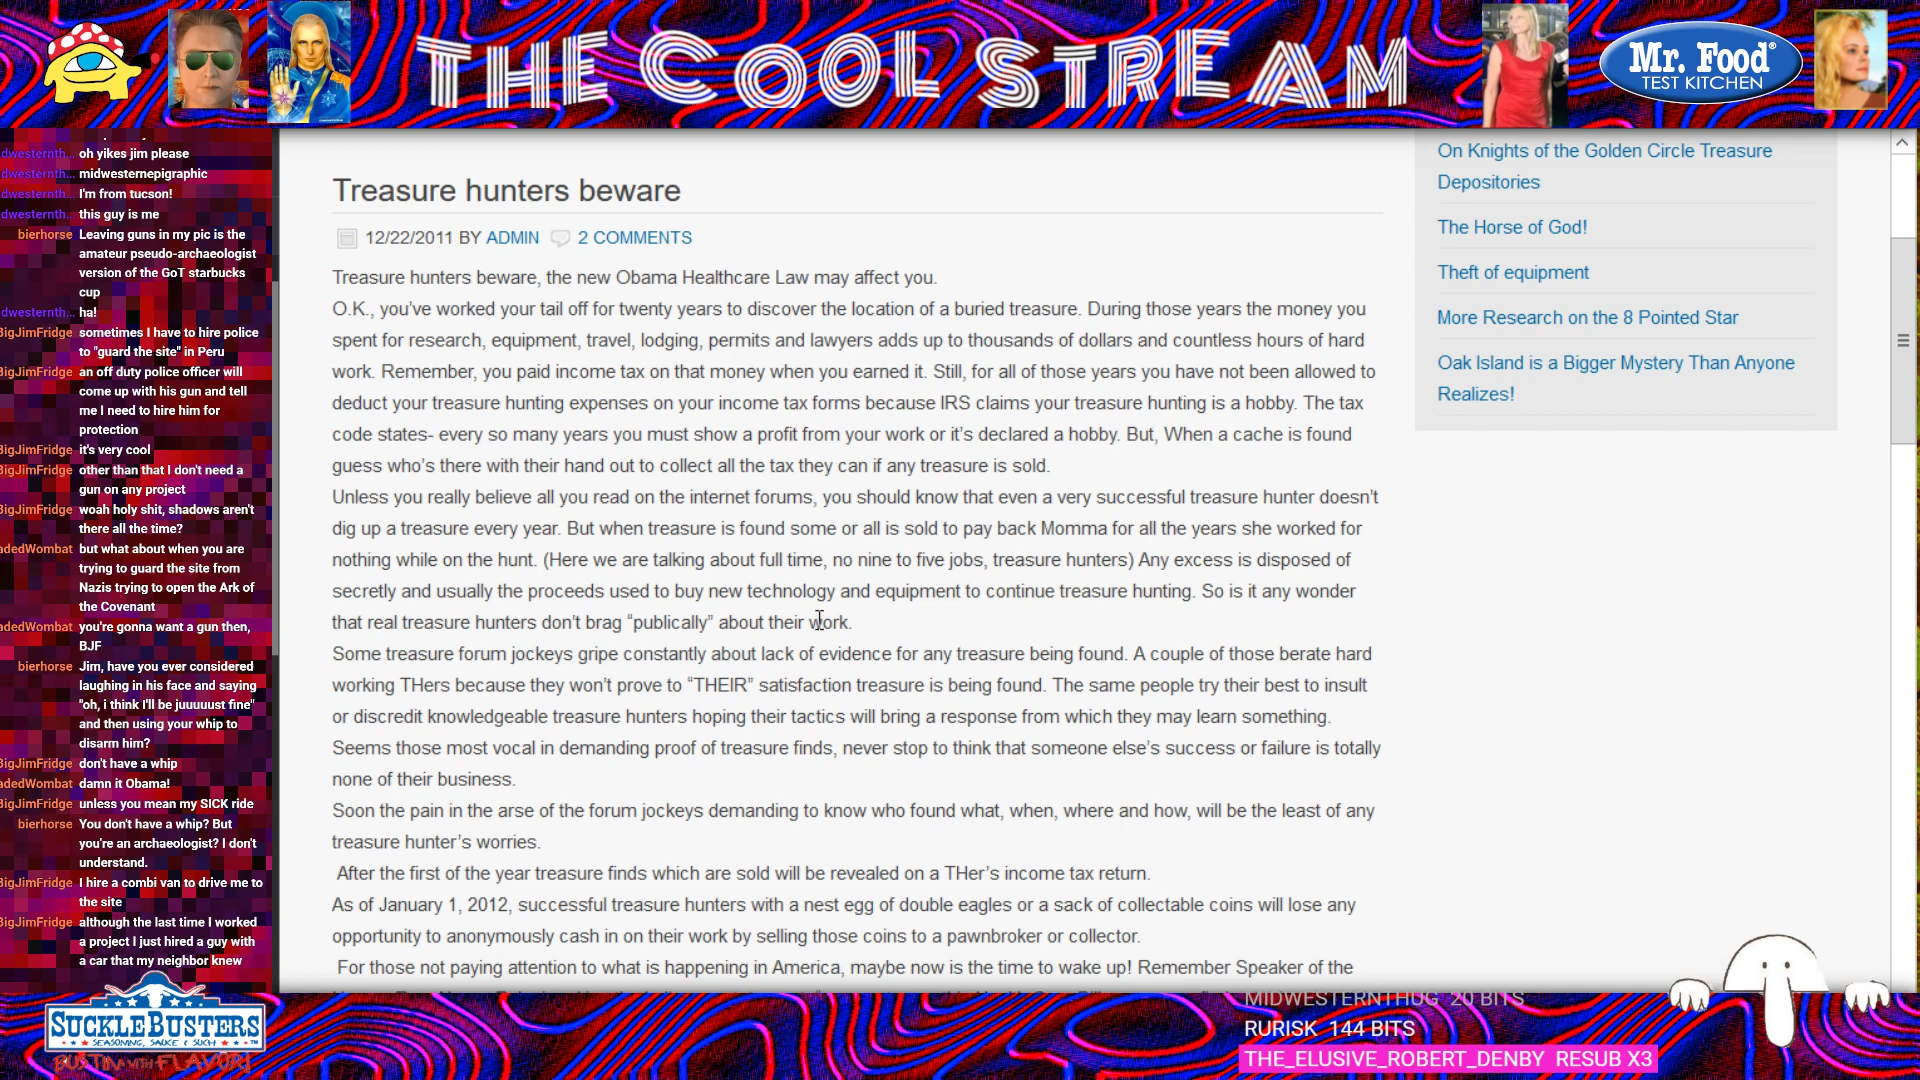 THE COOL STREAM
Mr. Food®
TEST KITCHEN
dwesternth... oh yikes jim please
dwesternth... midwesternepigraphic
dwesternth... I'm from tucson!
dwesternth... this guy is me
bierhorse Leaving guns in my pic is the
amateur pseudo-archaeologist
version of the GoT starbucks
cup
dwesternth... ha!
BigJimFridge sometimes I have to hire police
to "guard the site" in Peru
BigJimFridge an off duty police officer will
come up with his gun and tell
me I need to hire him for
protection
BigJimFridge it's very cool
BigJimFridge other than that I don't need a
gun on any project
BigJimFridge woah holy shit, shadows aren't
there all the time?
adedWombat but what about when you are
trying to guard the site from
Nazis trying to open the Ark of
the Covenant
adedWombat you're gonna want a gun then,
BJF
bierhorse Jim, have you ever considered
laughing in his face and saying
"oh, i think I'll be juuuuust fine"
and then using your whip to
disarm him?
BigJimFridge don't have a whip
adedWombat damn it Obama!
BigJimFridge unless you mean my SICK ride
bierhorse You don't have a whip? But
you're an archaeologist? I don't
understand.
BigJimFridge I hire a combi van to drive me to
the site
BigJimFridge although the last time I worked
a project I just hired a guy with
a car that my neighbor knew
Treasure hunters beware
12/22/2011 BY ADMIN 2 COMMENTS
Treasure hunters beware, the new Obama Healthcare Law may affect you.
O.K., you've worked your tail off for twenty years to discover the location of a buried treasure. During those years the money you
spent for research, equipment, travel, lodging, permits and lawyers adds up to thousands of dollars and countless hours of hard
work. Remember, you paid income tax on that money when you earned it. Still, for all of those years you have not been allowed to
deduct your treasure hunting expenses on your income tax forms because IRS claims your treasure hunting is a hobby. The tax
code states- every so many years you must show a profit from your work or it's declared a hobby. But, When a cache is found
guess who's there with their hand out to collect all the tax they can if any treasure is sold.
Unless you really believe all you read on the internet forums, you should know that even a very successful treasure hunter doesn't
dig up a treasure every year. But when treasure is found some or all is sold to pay back Momma for all the years she worked for
nothing while on the hunt. (Here we are talking about full time, no nine to five jobs, treasure hunters) Any excess is disposed of
secretly and usually the proceeds used to buy new technology and equipment to continue treasure hunting. So is it any wonder
that real treasure hunters don't brag “publically” about their work.
Some treasure forum jockeys gripe constantly about lack of evidence for any treasure being found. A couple of those berate hard
working THers because they won't prove to “THEIR” satisfaction treasure is being found. The same people try their best to insult
or discredit knowledgeable treasure hunters hoping their tactics will bring a response from which they may learn something.
Seems those most vocal in demanding proof of treasure finds, never stop to think that someone else's success or failure is totally
none of their business.
Soon the pain in the arse of the forum jockeys demanding to know who found what, when, where and how, will be the least of any
treasure hunter's worries.
After the first of the year treasure finds which are sold will be revealed on a THer's income tax return.
As of January 1, 2012, successful treasure hunters with a nest egg of double eagles or a sack of collectable coins will lose any
opportunity to anonymously cash in on their work by selling those coins to a pawnbroker or collector.
For those not paying attention to what is happening in America, maybe now is the time to wake up! Remember Speaker of the
On Knights of the Golden Circle Treasure
Depositories
The Horse of God!
Theft of equipment
More Research on the 8 Pointed Star
Oak Island is a Bigger Mystery Than Anyone
Realizes!
SUCKLEBUSTERS
SEASONING, SAUCE & SUCH
BUSTIN WITH FLAVOR!
MIDWESTERNTHUG 20 BITS
RURISK 144 BITS
THE_ELUSIVE_ROBERT_DENBY RESUB X3